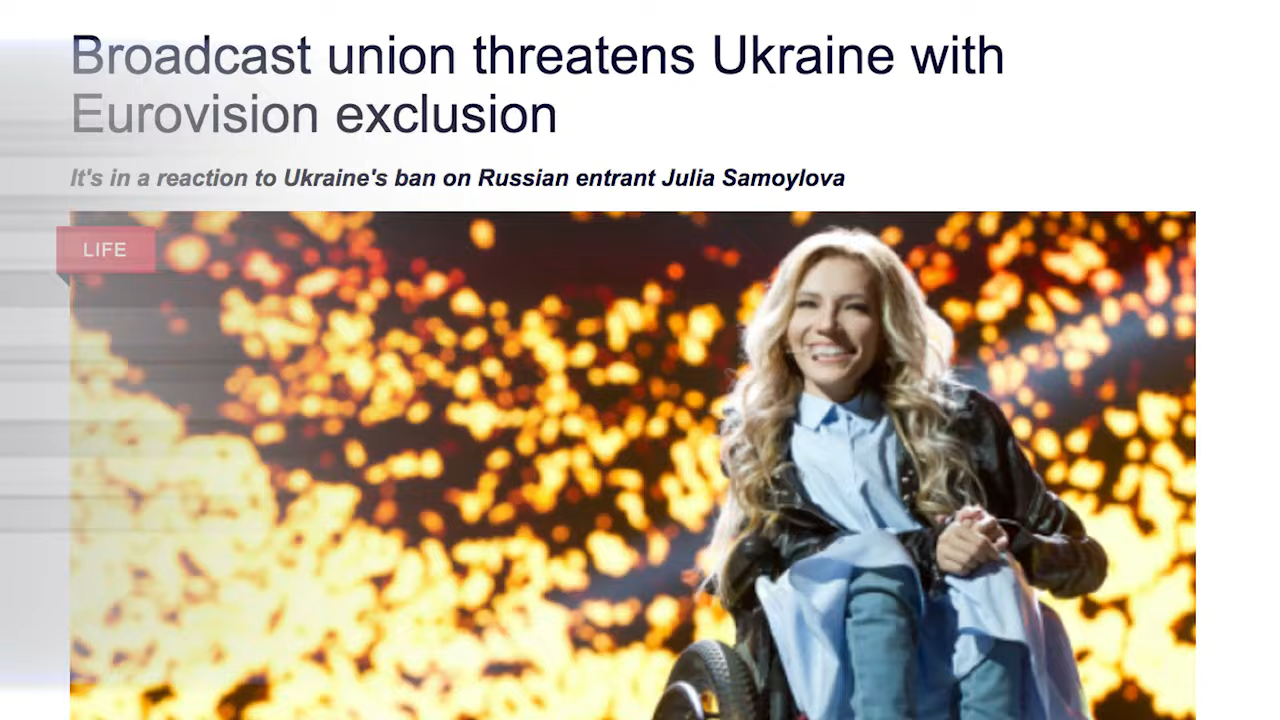 Broadcast union threatens Ukraine with
Eurovision exclusion
It's in a reaction to Ukraine's ban on Russian entrant Julia Samoylova
LIFE